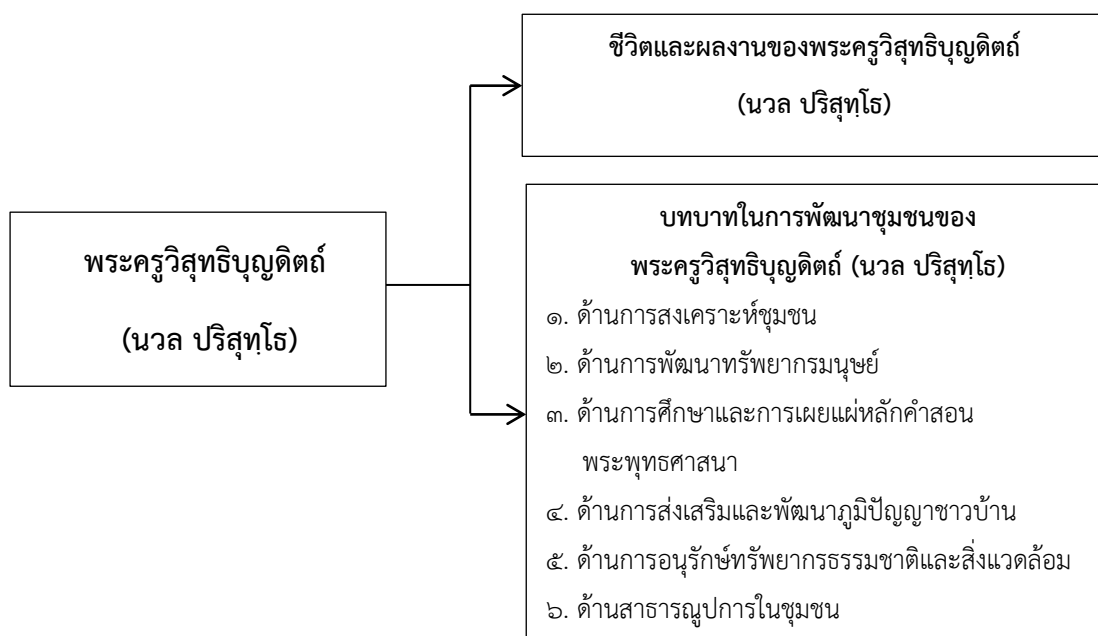 ชีวิตและผลงานของพระครูวิสุทธิบุญดิตถ์
(นวล ปริสุทฺโธ)
พระครูวิสุทธิบุญดิตถ์
(นวล ปริสุทฺโธ)
บทบาทในการพัฒนาชุมชนของ
พระครูวิสุทธิบุญดิตถ์ (นวล ปริสุทฺโธ)
๑. ด้านการสงเคราะห์ชุมชน
๒. ด้านการพัฒนาทรัพยากรมนุษย์
๓. ด้านการศึกษาและการเผยแผ่หลักคำสอน
พระพุทธศาสนา
๔. ด้านการส่งเสริมและพัฒนาภูมิปัญญาชาวบ้าน
๕. ด้านการอนุรักษ์ทรัพยากรธรรมชาติและสิ่งแวดล้อม
๖. ด้านสาธารณูปการในชุมชน